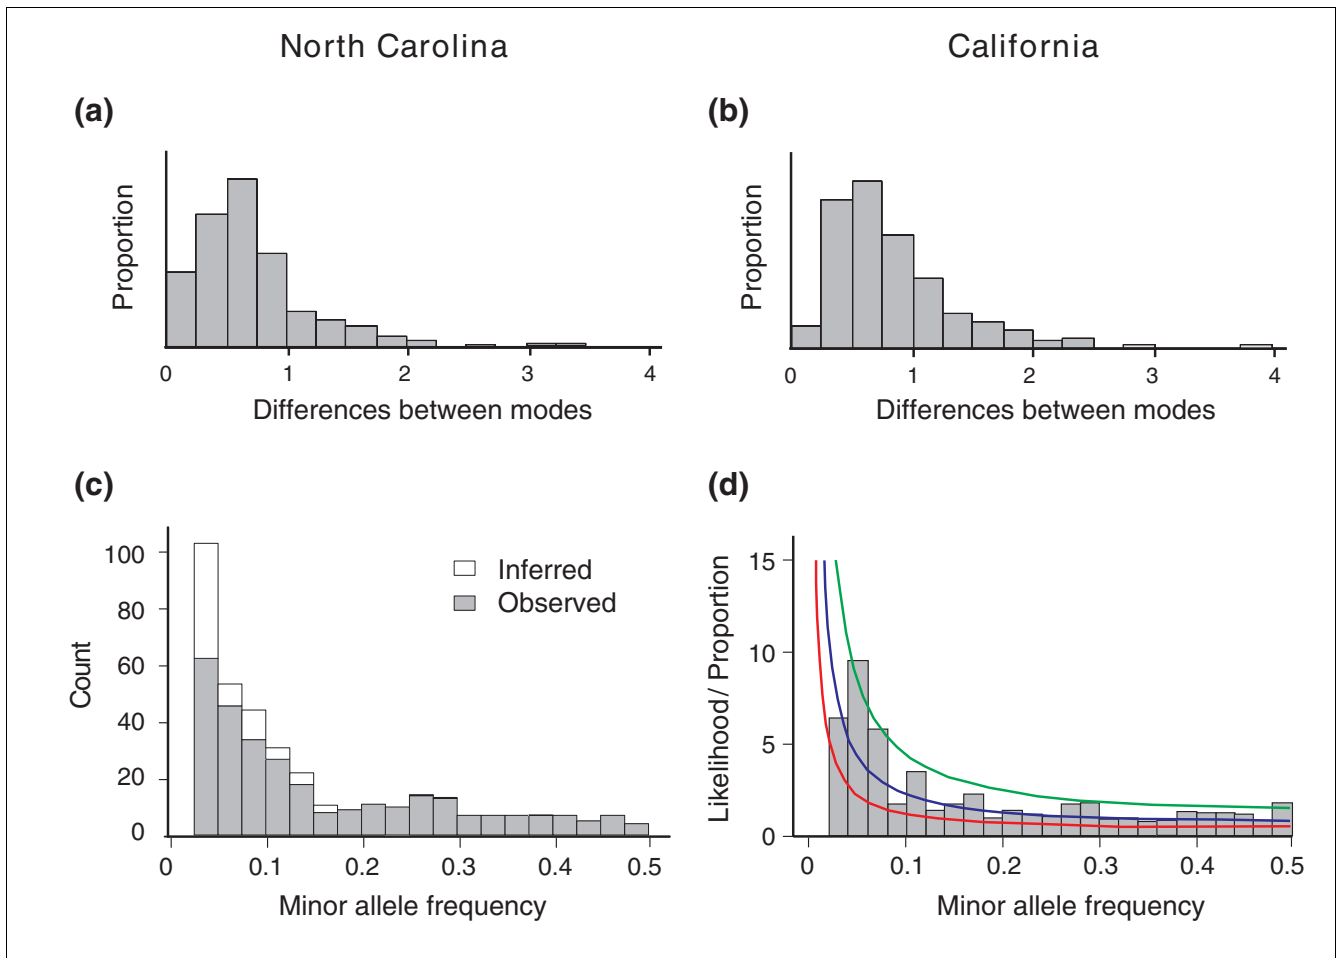 North Carolina
California
(a)
(b)
Proportion
0 1 2 3 4
Differences between modes
Proportion
0 1 2 3 4
Differences between modes
(c)
(d)
Count
100
80
60
40
20
0
Inferred
Observed
0 0.1 0.2 0.3 0.4 0.5
Minor allele frequency
Likelihood / Proportion
15
10
5
0
0 0.1 0.2 0.3 0.4 0.5
Minor allele frequency